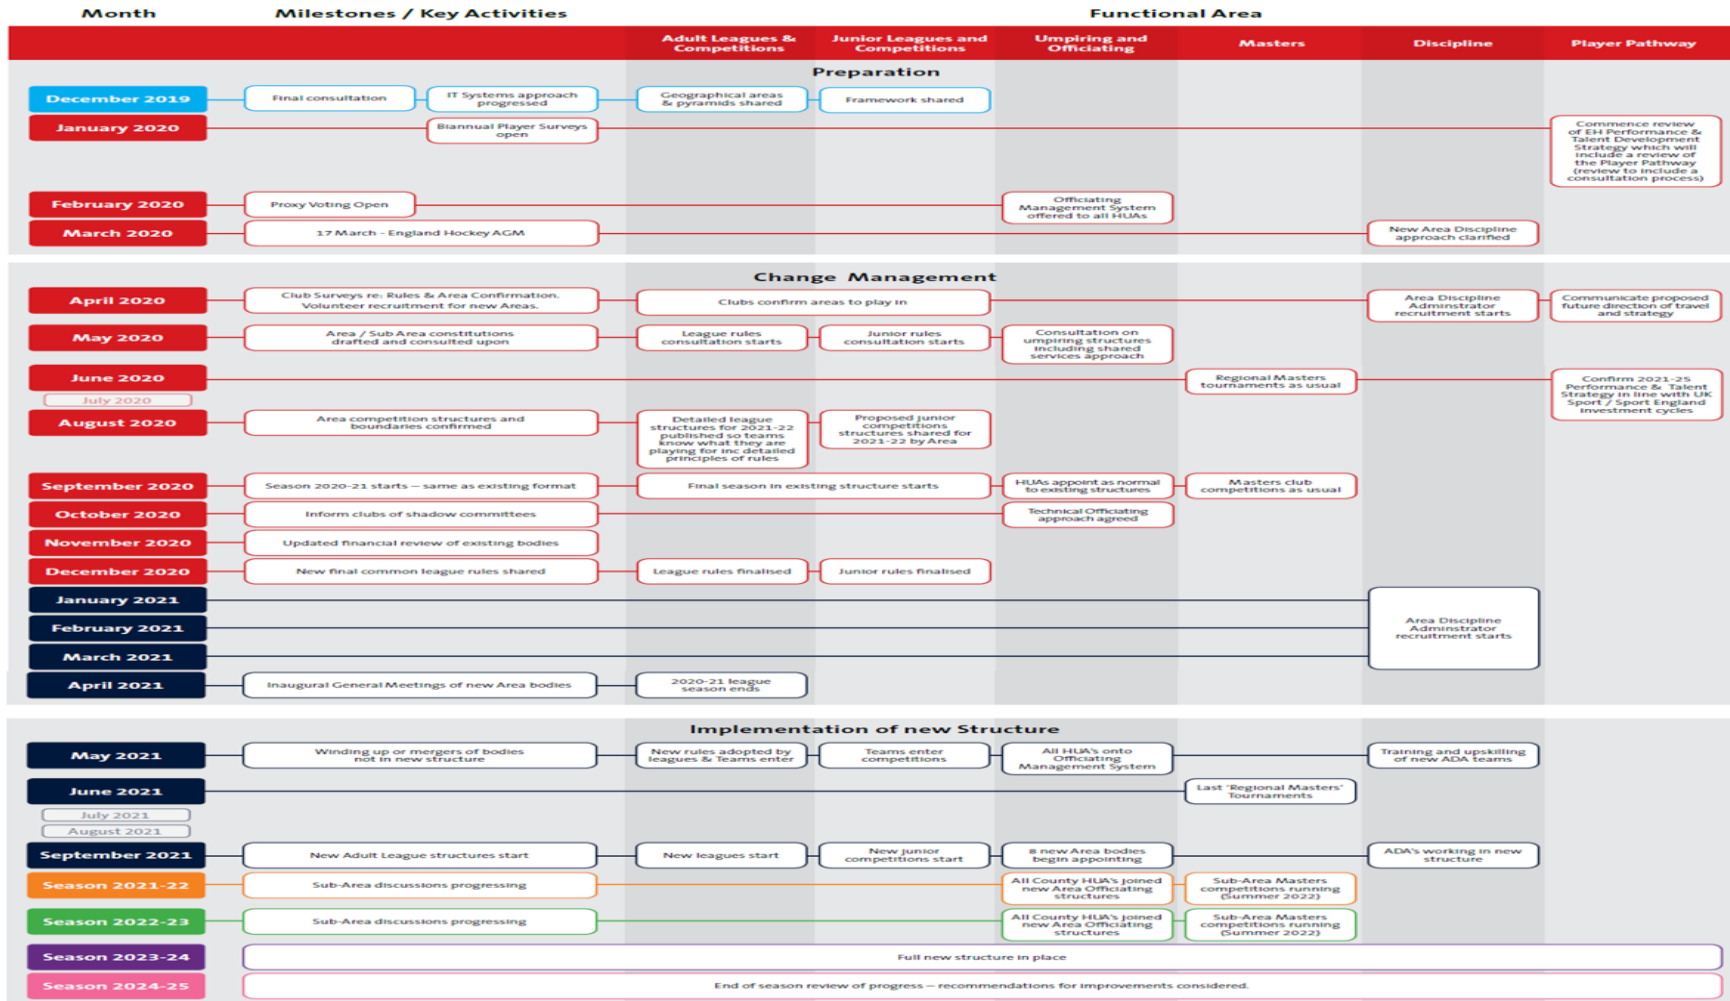 Month
Milestones / Key Activities
Functional Area
Adult Leagues &
Competitions
Junior Leagues and
Competitions
Umpiring and
Officiating
Masters
Discipline
Player Pathway
Preparation
December 2019
Final consultation
IT Systems approach
progressed
Geographical areas
& pyramids shared
Framework shared
January 2020
Biannual Player Surveys
open
Commence review
of EH Performance &
Talent Development
Strategy which will
include a review of
the Player Pathway
(review to include a
consultation process)
February 2020
Proxy Voting Open
Officiating
Management System
offered to all HUAs
March 2020
17 March - England Hockey AGM
New Area Discipline
approach clarified
Change Management
April 2020
Club Surveys re: Rules & Area Confirmation.
Volunteer recruitment for new Areas.
Clubs confirm areas to play in
Area Discipline
Adminstrator
recruitment starts
Communicate proposed
future direction of travel
and strategy
May 2020
Area / Sub Area constitutions
drafted and consulted upon
League rules
consultation starts
Junior rules
consultation starts
Consultation on
umpiring structures
including shared
services approach
June 2020
Regional Masters
tournaments as usual
Confirm 2021-25
Performance & Talent
Strategy in line with UK
Sport / Sport England
investment cycles
July 2020
August 2020
Area competition structures and
boundaries confirmed
Detailed league
structures for 2021-22
published so teams
know what they are
playing for inc detailed
principles of rules
Proposed junior
competitions
structures shared for
2021-22 by Area
September 2020
Season 2020-21 starts – same as existing format
Final season in existing structure starts
HUAs appoint as normal
to existing structures
Masters club
competitions as usual
October 2020
Inform clubs of shadow committees
Technical Officiating
approach agreed
November 2020
Updated financial review of existing bodies
December 2020
New final common league rules shared
League rules finalised
Junior rules finalised
January 2021
February 2021
March 2021
Area Discipline
Adminstrator
recruitment starts
April 2021
Inaugural General Meetings of new Area bodies
2020-21 league
season ends
Implementation of new Structure
May 2021
Winding up or mergers of bodies
not in new structure
New rules adopted by
leagues & Teams enter
Teams enter
competitions
All HUA's onto
Officiating
Management System
Training and upskilling
of new ADA teams
June 2021
Last 'Regional Masters'
Tournaments
July 2021
August 2021
September 2021
New Adult League structures start
New leagues start
New junior
competitions start
8 new Area bodies
begin appointing
ADA's working in new
structure
Season 2021-22
Sub-Area discussions progressing
All County HUA's joined
new Area Officiating
structures
Sub-Area Masters
competitions running
(Summer 2022)
Season 2022-23
Sub-Area discussions progressing
All County HUA's joined
new Area Officiating
structures
Sub-Area Masters
competitions running
(Summer 2022)
Season 2023-24
Full new structure in place
Season 2024-25
End of season review of progress – recommendations for improvements considered.